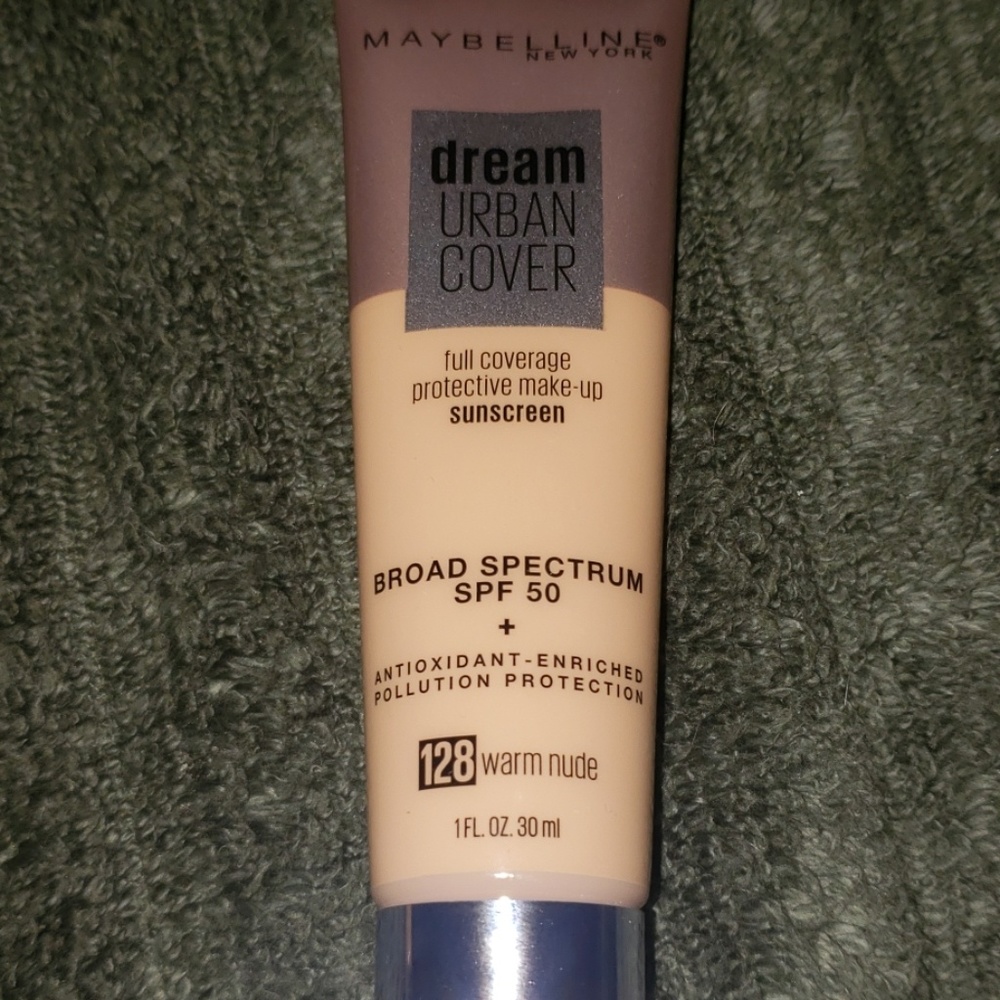 MAYBELLINE®
NEW YORK
dream
URBAN
COVER
full coverage
protective make-up
sunscreen
BROAD SPECTRUM
SPF 50
+
ANTIOXIDANT-ENRICHED
POLLUTION PROTECTION
128 warm nude
1 FL. OZ. 30 ml